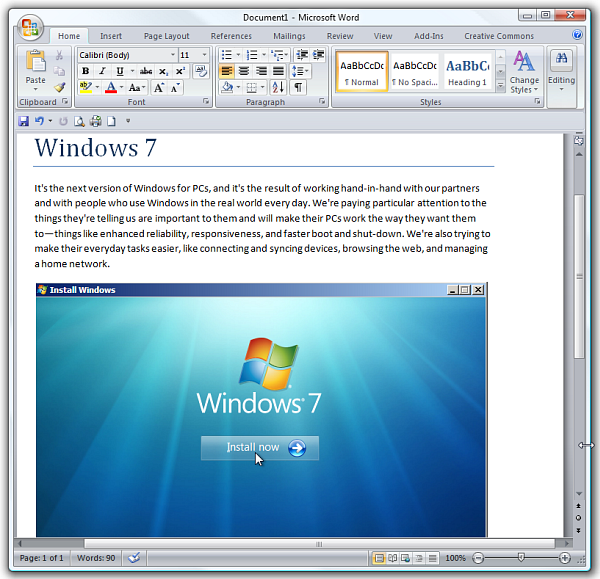 Document1 - Microsoft Word
Home Insert Page Layout References Mailings Review View Add-Ins Creative Commons
Calibri (Body) 11
Paste
B I U abe x₂ x² Aa
ab A Aa A A
AaBbCcDc AaBbCcDc AaBbCc
¶ Normal ¶ No Spaci... Heading 1
Change Styles
Editing
Clipboard Font Paragraph Styles
Windows 7
It's the next version of Windows for PCs, and it's the result of working hand-in-hand with our partners
and with people who use Windows in the real world every day. We're paying particular attention to the
things they're telling us are important to them and will make their PCs work the way they want them
to—things like enhanced reliability, responsiveness, and faster boot and shut-down. We're also trying to
make their everyday tasks easier, like connecting and syncing devices, browsing the web, and managing
a home network.
Install Windows
Windows 7
Install now
Page: 1 of 1 Words: 90 100%